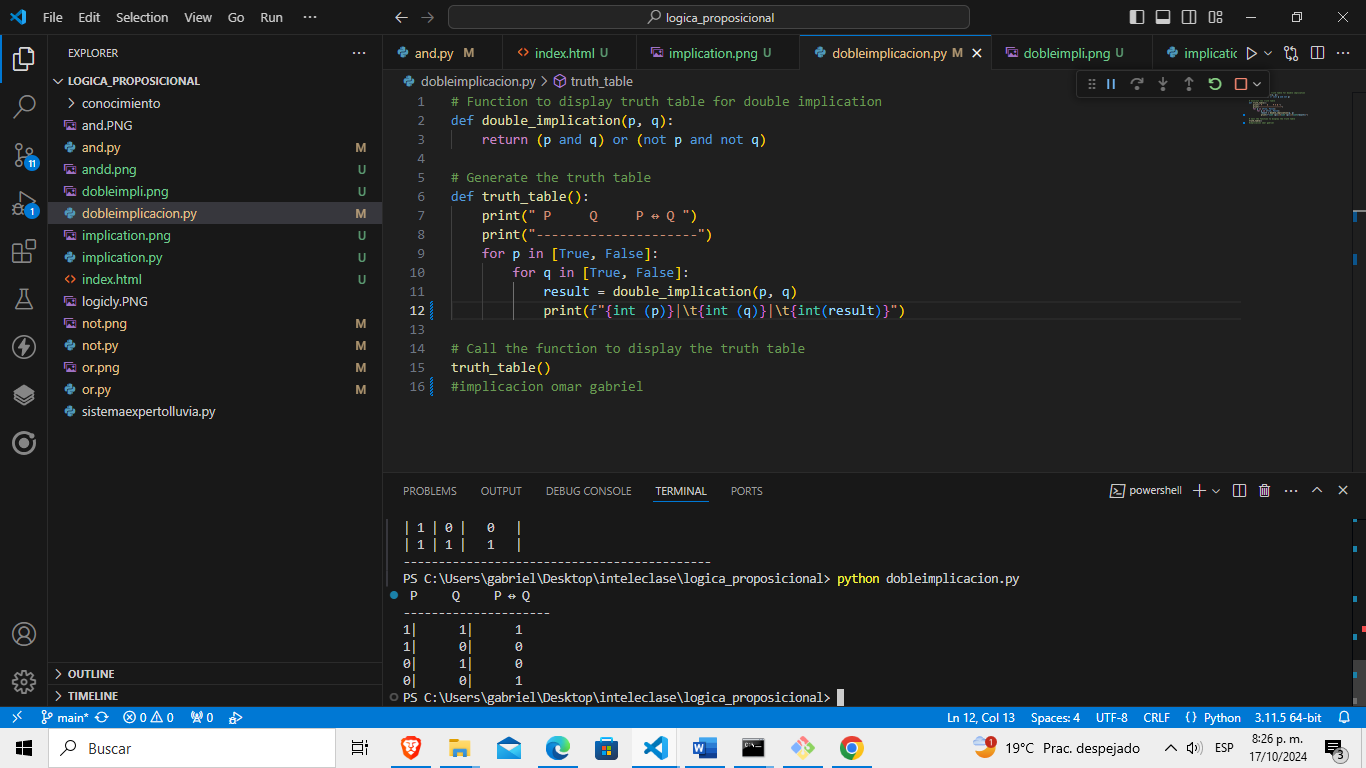 File Edit Selection View Go Run ··· logica_proposicional
EXPLORER ···
LOGICA_PROPOSICIONAL
conocimiento
and.PNG
and.py M
andd.png U
dobleimpli.png U
dobleimplicacion.py M
implication.png U
implication.py U
index.html U
logicly.PNG
not.png M
not.py M
or.png M
or.py M
sistemaexpertolluvia.py
OUTLINE
TIMELINE
11
1
and.py M index.html U implication.png U dobleimplicacion.py M dobleimpli.png U implicatic
dobleimplicacion.py > truth_table
1 # Function to display truth table for double implication
2 def double_implication(p, q):
3 return (p and q) or (not p and not q)
4
5 # Generate the truth table
6 def truth_table():
7 print(" P     Q     P ↔ Q ")
8 print("---------------------")
9 for p in [True, False]:
10 for q in [True, False]:
11 result = double_implication(p, q)
12 print(f"{int (p)}|\t{int (q)}|\t{int(result)}")
13
14 # Call the function to display the truth table
15 truth_table()
16 #implicacion omar gabriel
PROBLEMS OUTPUT DEBUG CONSOLE TERMINAL PORTS powershell
| 1 | 0 |   0   |
| 1 | 1 |   1   |
----------------------------------------
PS C:\Users\gabriel\Desktop\inteleclase\logica_proposicional> python dobleimplicacion.py
P     Q     P ↔ Q
---------------------
1|      1|      1
1|      0|      0
0|      1|      0
0|      0|      1
PS C:\Users\gabriel\Desktop\inteleclase\logica_proposicional>
main* 0 0 0 Ln 12, Col 13 Spaces: 4 UTF-8 CRLF {} Python 3.11.5 64-bit
Buscar 1 19°C Prac. despejado ESP 8:26 p. m.
17/10/2024 3